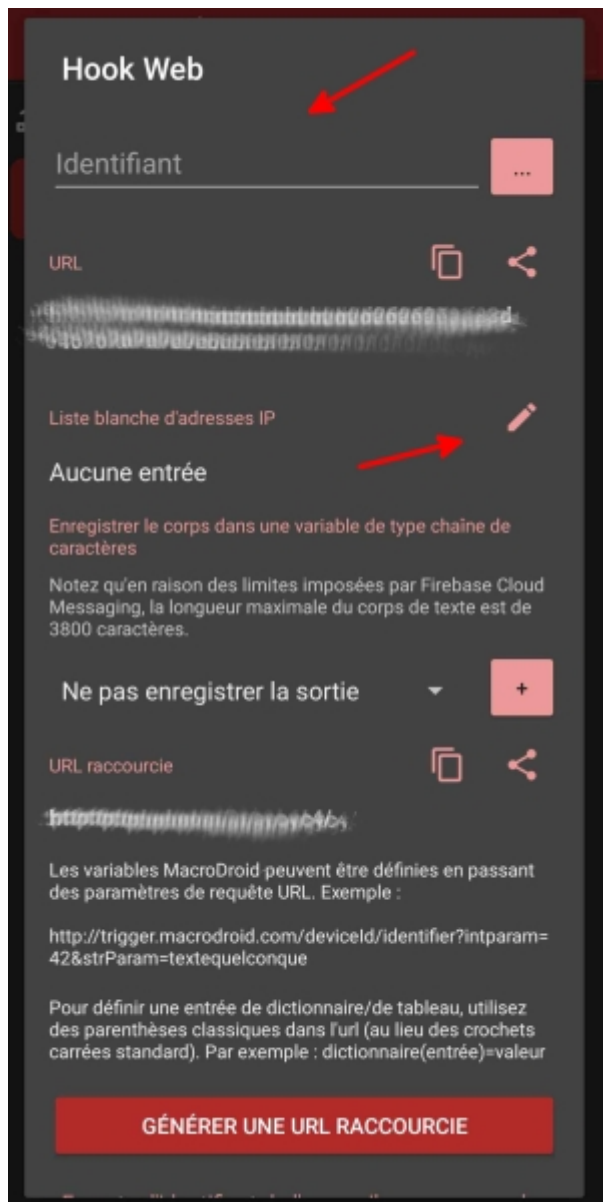 Hook Web
Identifiant
...
URL
Liste blanche d'adresses IP
Aucune entrée
Enregistrer le corps dans une variable de type chaîne de
caractères
Notez qu'en raison des limites imposées par Firebase Cloud
Messaging, la longueur maximale du corps de texte est de
3800 caractères.
Ne pas enregistrer la sortie
+
URL raccourcie
Les variables MacroDroid peuvent être définies en passant
des paramètres de requête URL. Exemple :
http://trigger.macrodroid.com/deviceId/identifier?intparam=
42&strParam=textequelconque
Pour définir une entrée de dictionnaire/de tableau, utilisez
des parenthèses classiques dans l'url (au lieu des crochets
carrées standard). Par exemple : dictionnaire(entrée)=valeur
GÉNÉRER UNE URL RACCOURCIE